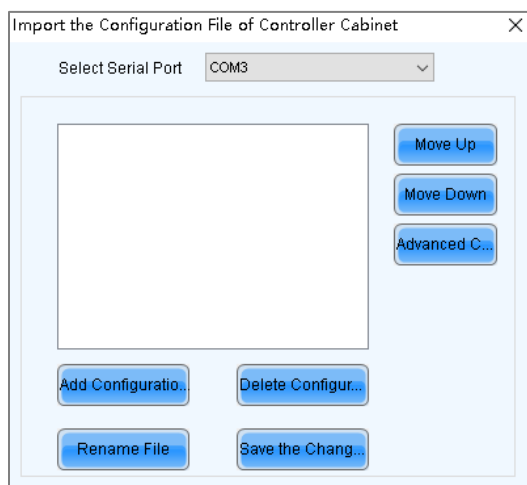 Import the Configuration File of Controller Cabinet
Select Serial Port COM3
Move Up
Move Down
Advanced C...
Add Configuratio...
Delete Configur...
Rename File
Save the Chang...